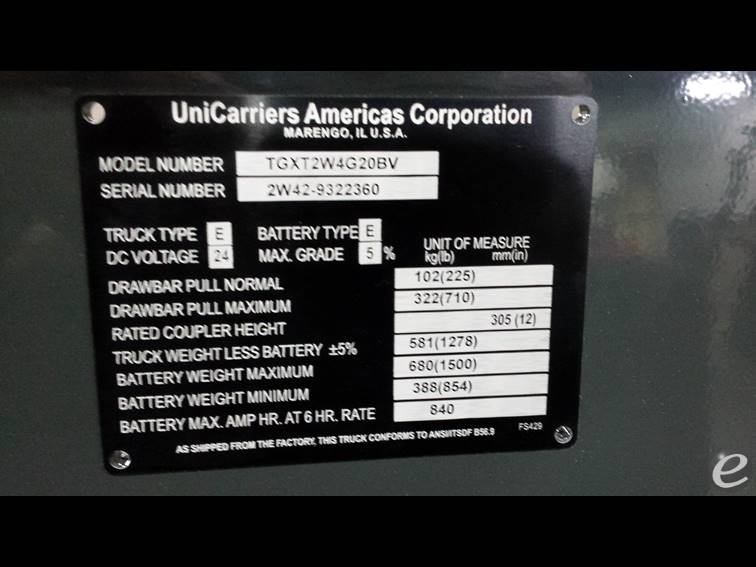 UniCarriers Americas Corporation
MARENGO, IL U.S.A.
MODEL NUMBER TGXT2W4G20BV
SERIAL NUMBER 2W42-9322360
TRUCK TYPE E BATTERY TYPE E
DC VOLTAGE 24 MAX. GRADE 5 %
UNIT OF MEASURE
kg(lb) mm(in)
DRAWBAR PULL NORMAL 102(225)
DRAWBAR PULL MAXIMUM 322(710)
RATED COUPLER HEIGHT 305 (12)
TRUCK WEIGHT LESS BATTERY ±5% 581(1278)
BATTERY WEIGHT MAXIMUM 680(1500)
BATTERY WEIGHT MINIMUM 388(854)
BATTERY MAX. AMP HR. AT 6 HR. RATE 840
AS SHIPPED FROM THE FACTORY, THIS TRUCK CONFORMS TO ANSI/ITSDF B56.9 FS429
e